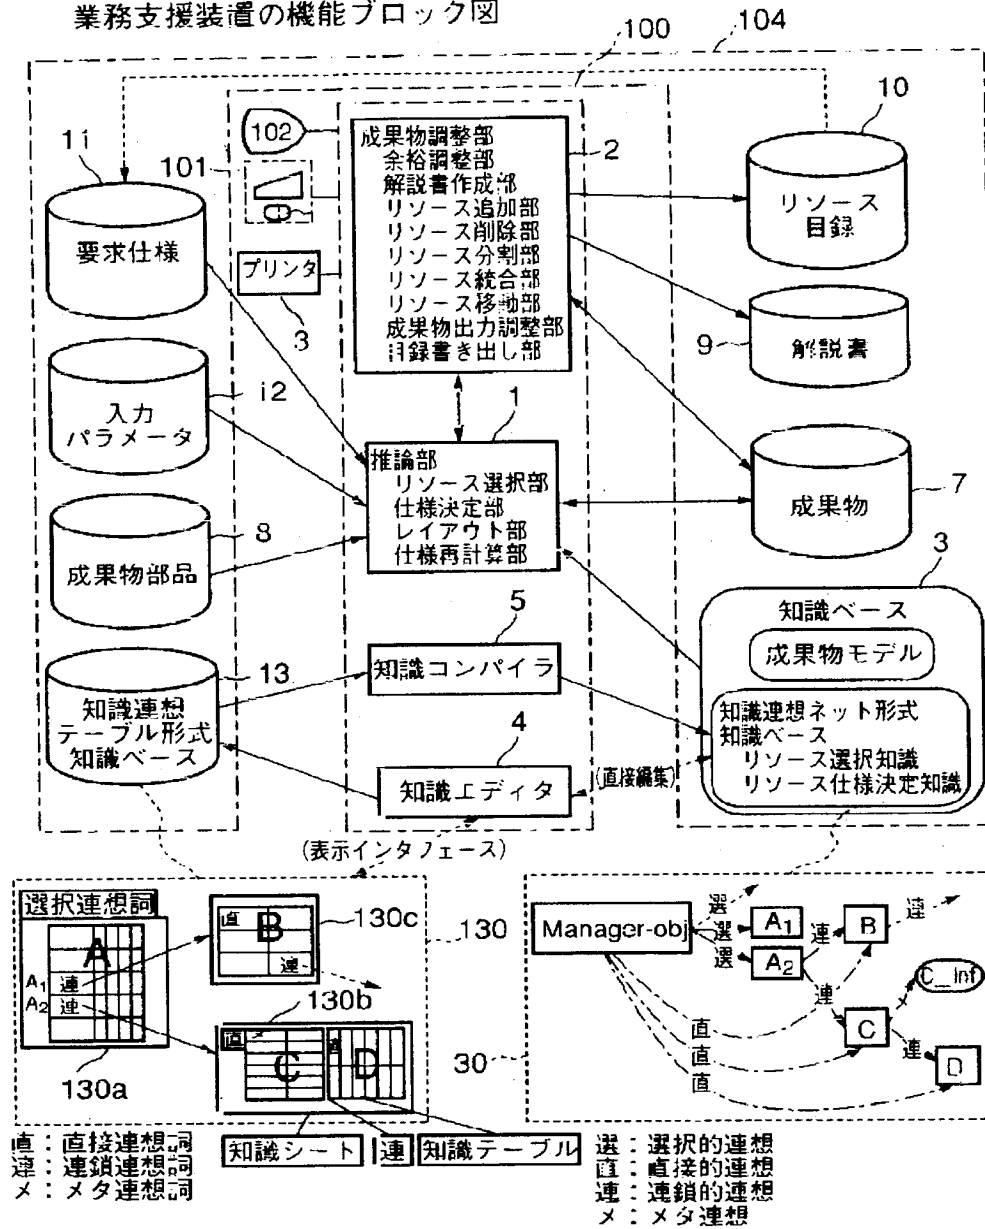 業務支援装置の機能ブロック図
100
104
102
101
プリンタ
3
成果物調整部
余裕調整部
解説書作成部
リソース追加部
リソース削除部
リソース分割部
リソース統合部
リソース移動部
成果物出力調整部
目録書き出し部
2
10
リソース
目録
11
要求仕様
9
解説書
12
入力
パラメータ
1
推論部
リソース選択部
仕様決定部
レイアウト部
仕様再計算部
7
成果物
8
成果物部品
3
知識ベース
成果物モデル
知識連想ネット形式
知識ベース
リソース選択知識
リソース仕様決定知識
5
知識コンパイラ
13
知識連想
テーブル形式
知識ベース
4
知識エディタ
(直接編集)
(表示インタフェース)
選択連想詞
A
A1 連
A2 連
130a
直 B
連
130c
130
130b
直 メ
C
直
D
知識シート
連
知識テーブル
直：直接連想詞
連：連鎖連想詞
メ：メタ連想詞
Manager-obj
選
選
選
A1
A2
連
B
連
連
C
C_Inf
連
D
直
直
直
30
選：選択的連想
直：直接的連想
連：連鎖的連想
メ：メタ連想